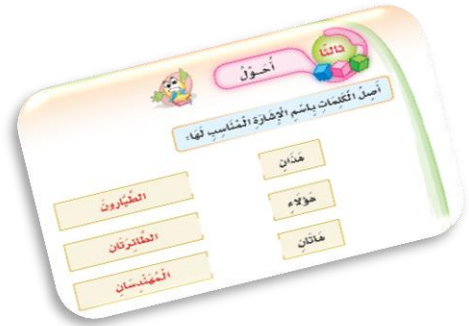 ثالثًا
أُحَوِّلُ
أَصِلُ الْكَلِمَاتِ بِاسْمِ الْإِشَارَةِ الْمُنَاسِبِ لَهَا:
هَذَانِ
الطَّيَّارُونَ
هَؤُلَاءِ
الطَّائِرَتَانِ
هَاتَانِ
الْمُهَنْدِسَانِ